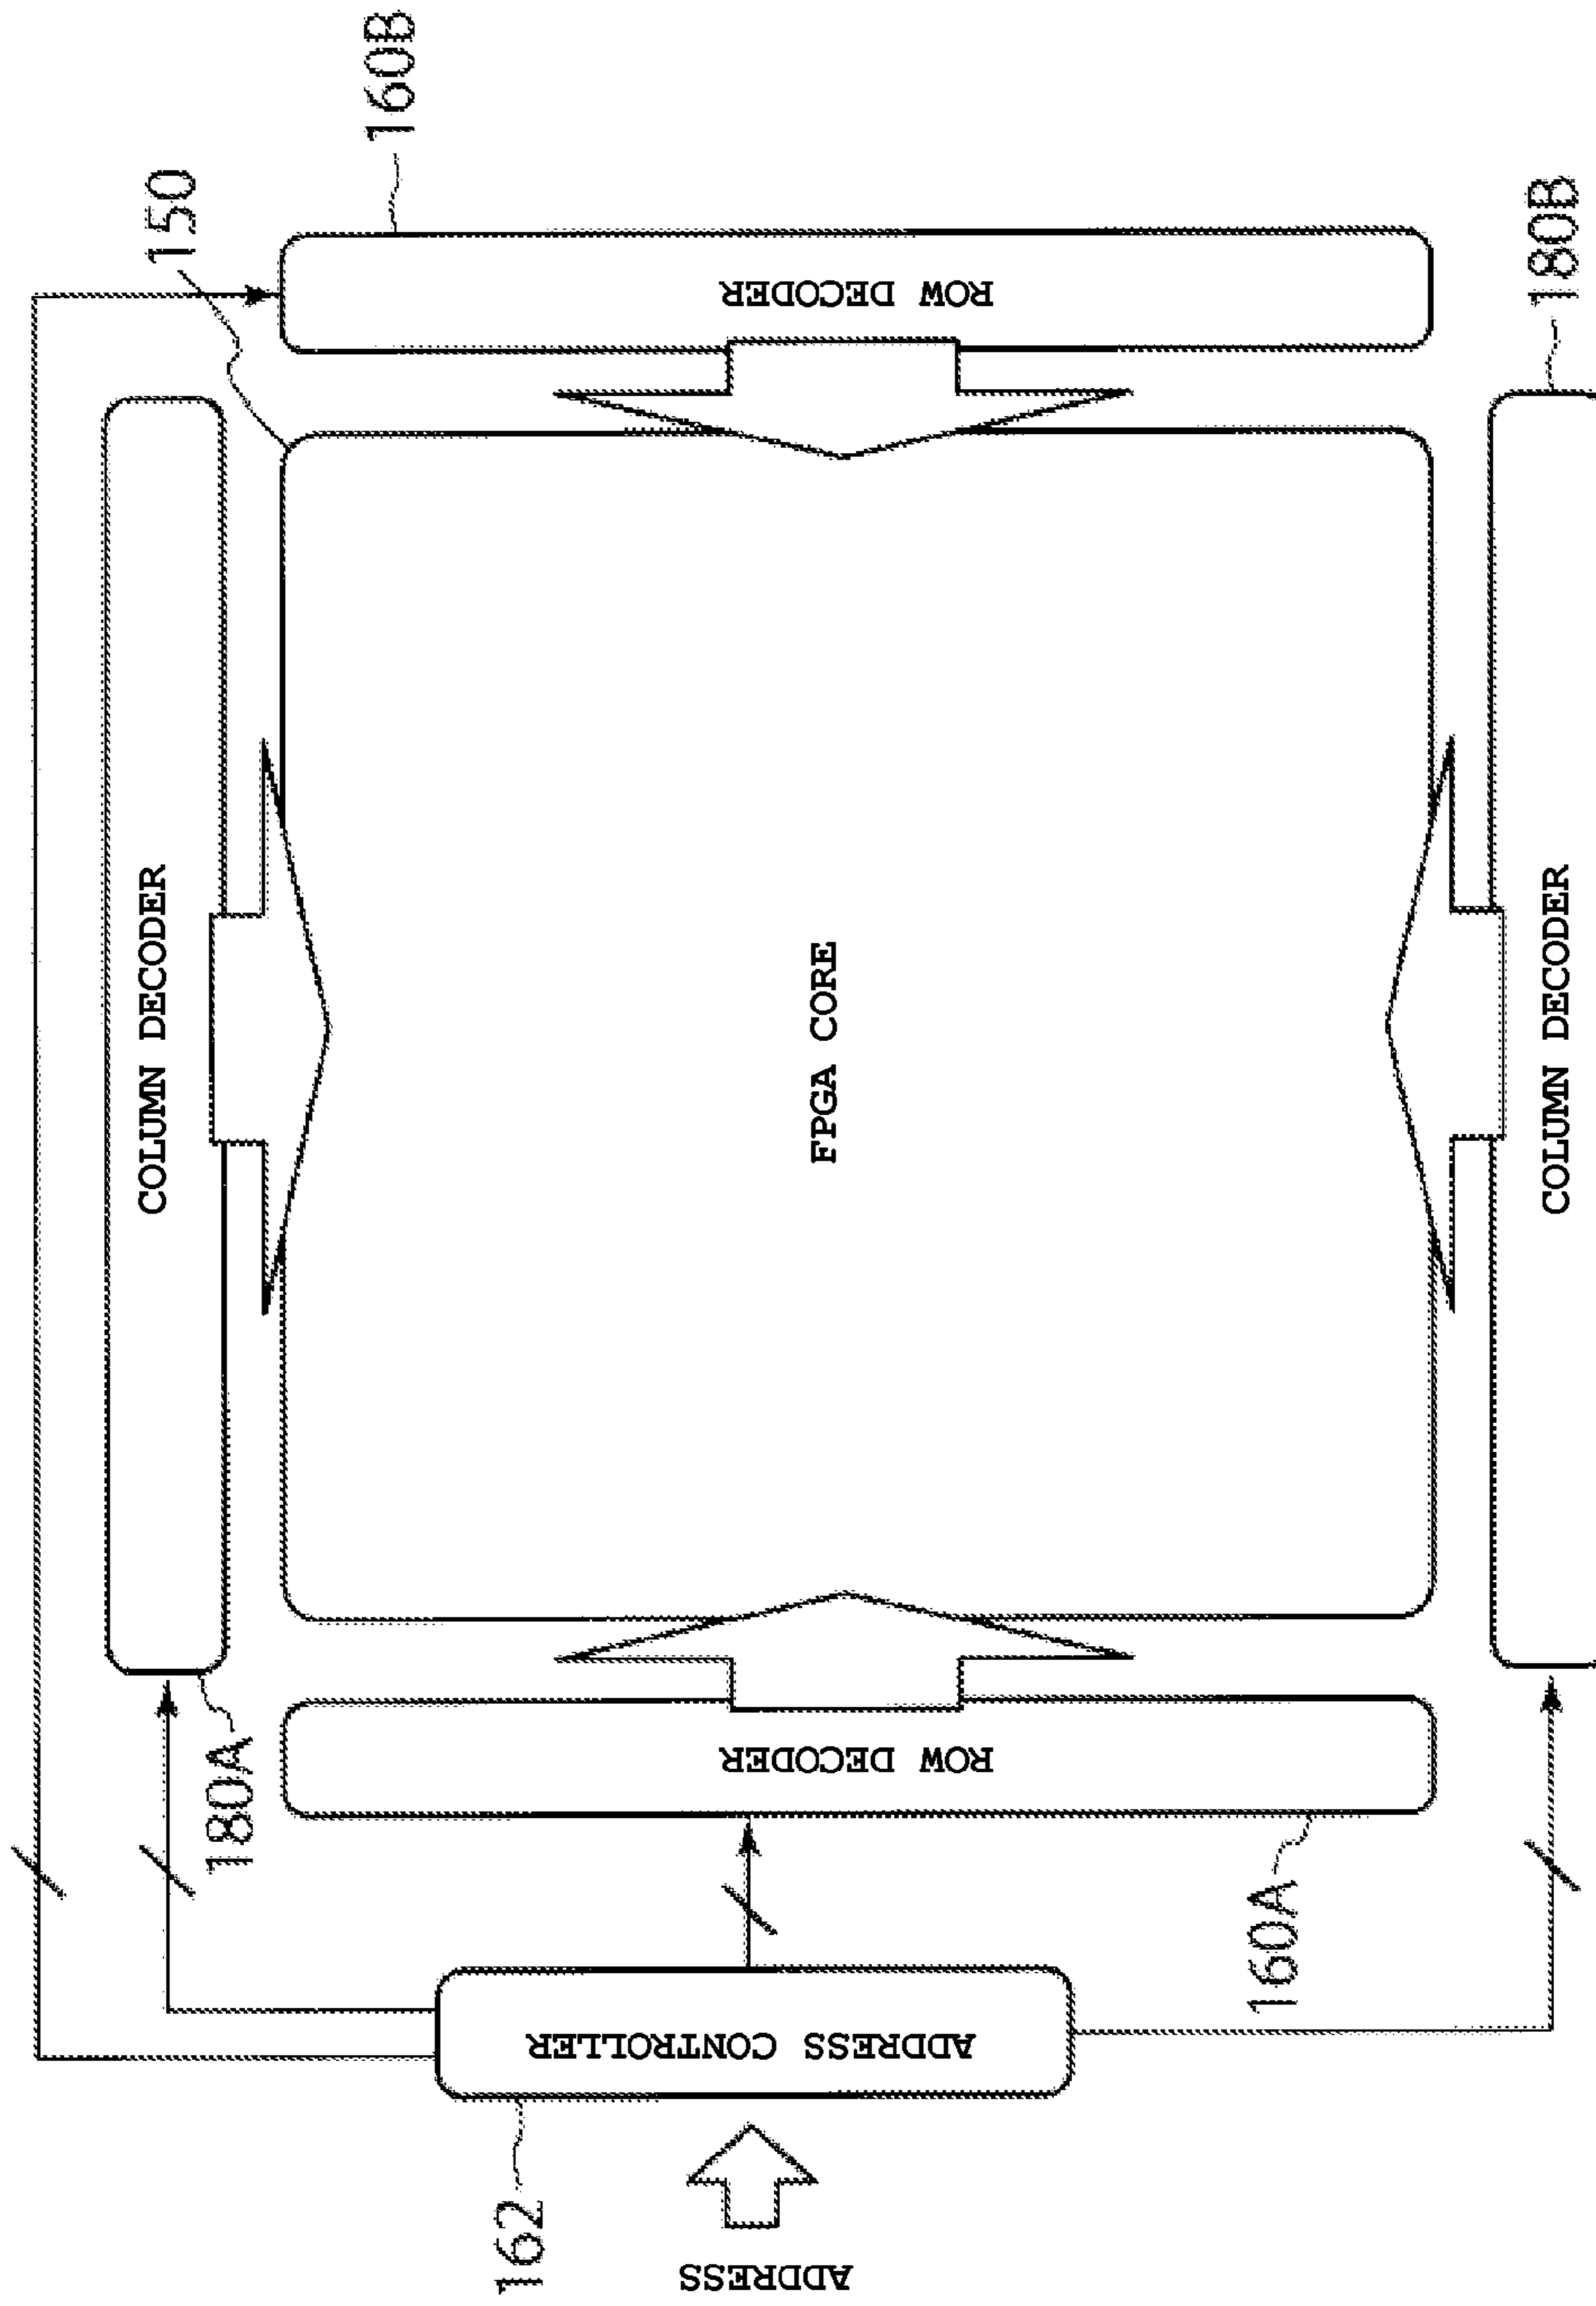 160B
150
ROW DECODER
180B
COLUMN DECODER
FPGA CORE
COLUMN DECODER
180A
ROW DECODER
160A
ADDRESS CONTROLLER
162
ADDRESS